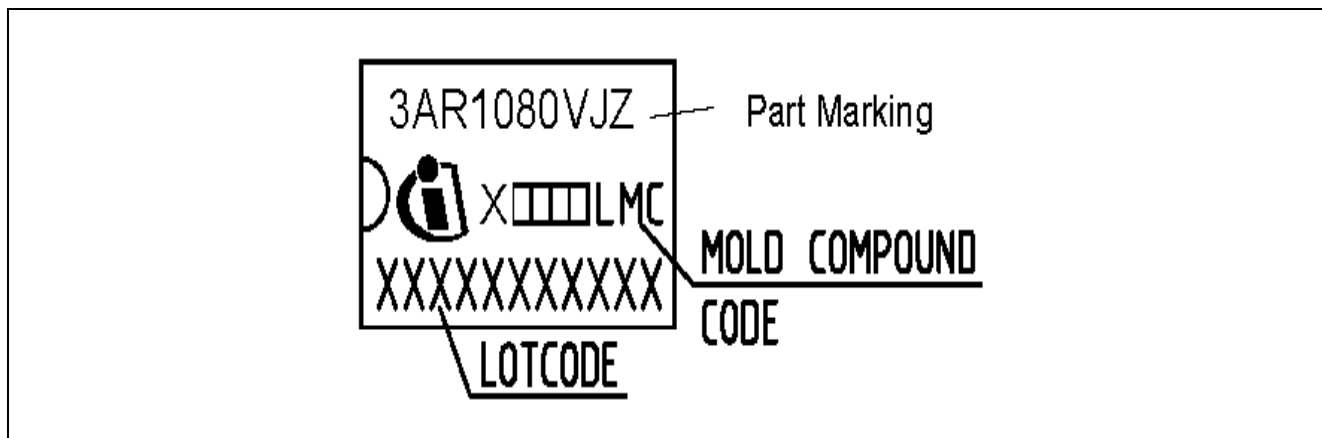 3AR1080VJZ Part Marking
X□□□□LMC
MOLD COMPOUND
CODE
XXXXXXXXXXX
LOTCODE